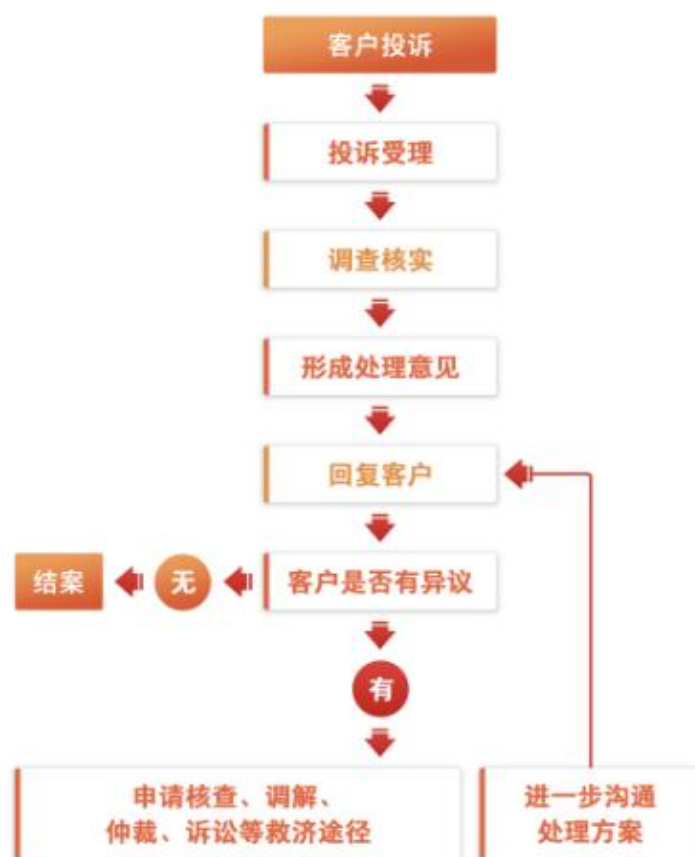 客户投诉
投诉受理
调查核实
形成处理意见
回复客户
客户是否有异议
无
结案
有
申请核查、调解、
仲裁、诉讼等救济途径
进一步沟通
处理方案